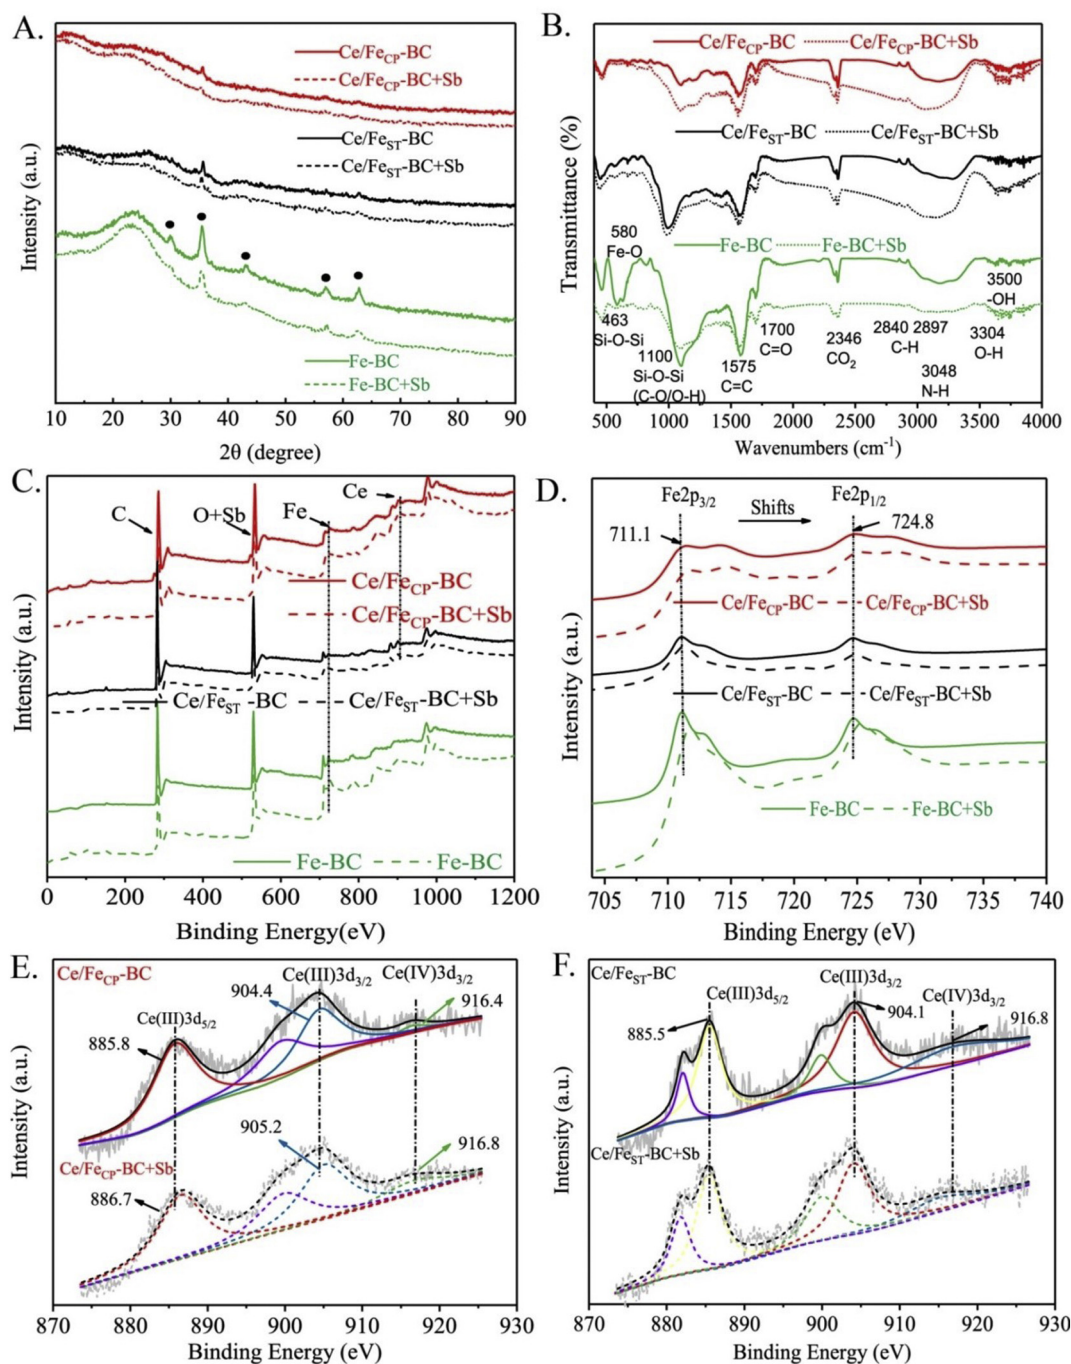 A.
Ce/FeCP-BC
Ce/FeCP-BC+Sb
Ce/FeST-BC
Ce/FeST-BC+Sb
Fe-BC
Fe-BC+Sb
Intensity (a.u.)
10 20 30 40 50 60 70 80 90
2θ (degree)
B.
Ce/FeCP-BC Ce/FeCP-BC+Sb
Ce/FeST-BC Ce/FeST-BC+Sb
Fe-BC Fe-BC+Sb
580
Fe-O
463
Si-O-Si
1100
Si-O-Si
(C-O/O-H)
1575
C=C
1700
C=O
2346
CO2
2840 2897
C-H
3048
N-H
3500
-OH
3304
O-H
Transmittance (%)
500 1000 1500 2000 2500 3000 3500 4000
Wavenumbers (cm-1)
C.
C
O+Sb
Fe
Ce
Ce/FeCP-BC
Ce/FeCP-BC+Sb
Ce/FeST -BC Ce/FeST-BC+Sb
Fe-BC Fe-BC
Intensity (a.u.)
0 200 400 600 800 1000 1200
Binding Energy(eV)
D.
Fe2p3/2
Shifts
Fe2p1/2
711.1
724.8
Ce/FeCP-BC Ce/FeCP-BC+Sb
Ce/FeST-BC Ce/FeST-BC+Sb
Fe-BC Fe-BC+Sb
Intensity (a.u.)
705 710 715 720 725 730 735 740
Binding Energy (eV)
E.
Ce/FeCP-BC
Ce(III)3d5/2
Ce(III)3d3/2
Ce(IV)3d3/2
885.8
904.4
916.4
Ce/FeCP-BC+Sb
886.7
905.2
916.8
Intensity (a.u.)
870 880 890 900 910 920 930
Binding Energy (eV)
F.
Ce/FeST-BC
Ce(III)3d5/2
Ce(III)3d3/2
Ce(IV)3d3/2
885.5
904.1
916.8
Ce/FeST-BC+Sb
Intensity (a.u.)
870 880 890 900 910 920 930
Binding Energy (eV)